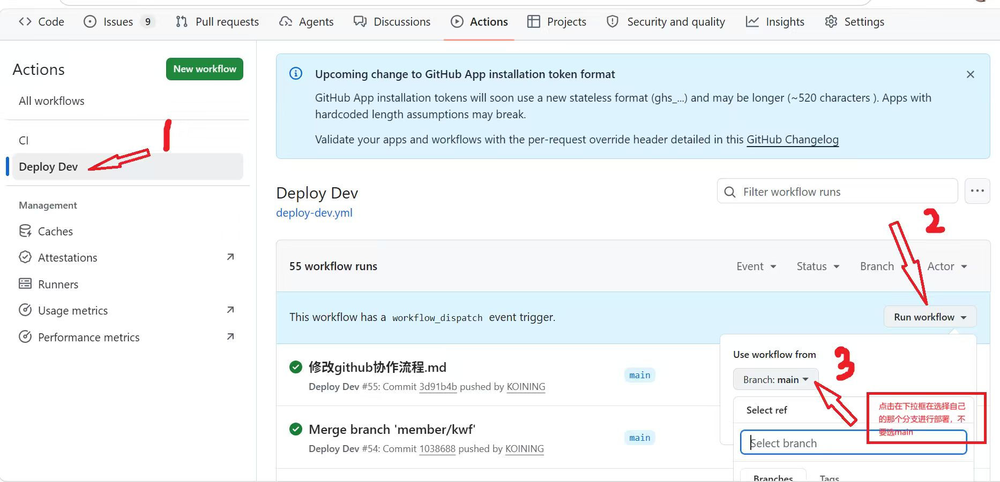 Code Issues 9 Pull requests Agents Discussions Actions Projects Security and quality Insights Settings
Actions
New workflow
All workflows
CI
Deploy Dev
Management
Caches
Attestations
Runners
Usage metrics
Performance metrics
1
Upcoming change to GitHub App installation token format
GitHub App installation tokens will soon use a new stateless format (ghs_...) and may be longer (~520 characters ). Apps with
hardcoded length assumptions may break.
Validate your apps and workflows with the per-request override header detailed in this GitHub Changelog
Deploy Dev
deploy-dev.yml
Filter workflow runs
2
55 workflow runs
Event Status Branch Actor
This workflow has a workflow_dispatch event trigger.
Run workflow
修改github协作流程.md
main
Deploy Dev #55: Commit 3d91b4b pushed by KOINING
Merge branch 'member/kwf'
main
Deploy Dev #54: Commit 1038688 pushed by KOINING
Use workflow from
3
Branch: main
Select ref
点击在下拉框在选择自己
的那个分支进行部署，不
要选main
Select branch
Branches Tags